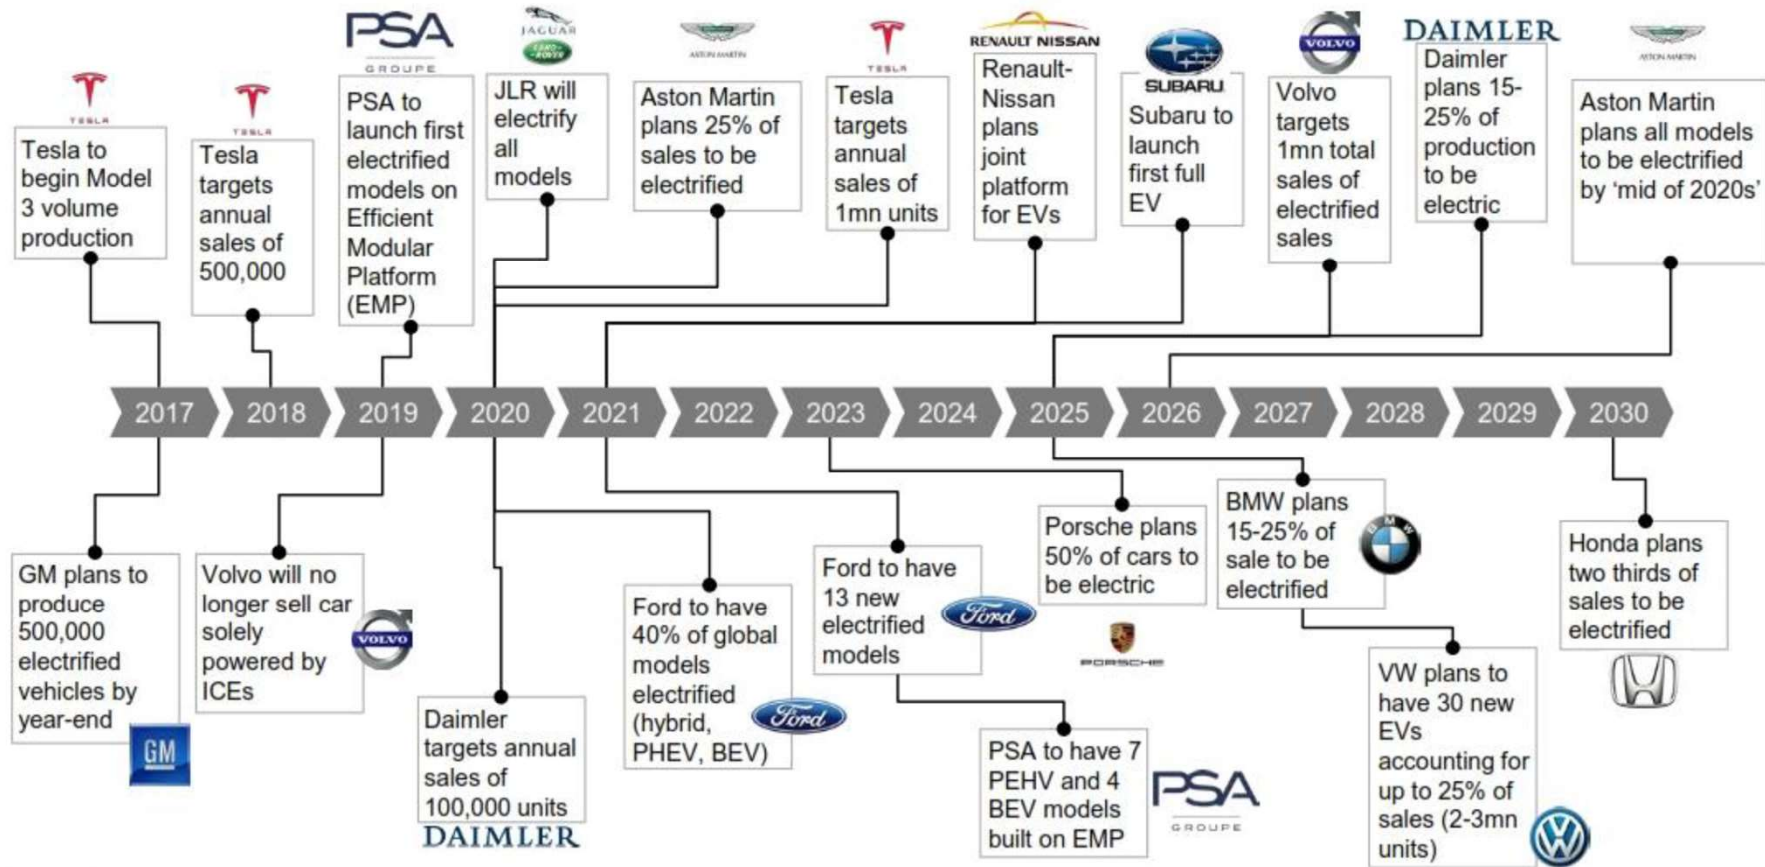 TESLA
Tesla to
begin Model
3 volume
production
TESLA
Tesla
targets
annual
sales of
500,000
PSA
GROUPE
PSA to
launch first
electrified
models on
Efficient
Modular
Platform
(EMP)
JAGUAR
LAND-
ROVER
JLR will
electrify
all
models
ASTON MARTIN
Aston Martin
plans 25% of
sales to be
electrified
TESLA
Tesla
targets
annual
sales of
1mn units
RENAULT NISSAN
Renault-
Nissan
plans
joint
platform
for EVs
SUBARU
Subaru to
launch
first full
EV
VOLVO
Volvo
targets
1mn total
sales of
electrified
sales
DAIMLER
Daimler
plans 15-
25% of
production
to be
electric
ASTON MARTIN
Aston Martin
plans all models
to be electrified
by ‘mid of 2020s’
2017 2018 2019 2020 2021 2022 2023 2024 2025 2026 2027 2028 2029 2030
GM plans to
produce
500,000
electrified
vehicles by
year-end
GM
Volvo will no
longer sell car
solely
powered by
ICEs
VOLVO
Daimler
targets annual
sales of
100,000 units
DAIMLER
Ford to have
40% of global
models
electrified
(hybrid,
PHEV, BEV)
Ford
Ford to have
13 new
electrified
models
Ford
PSA to have 7
PEHV and 4
BEV models
built on EMP
PSA
GROUPE
Porsche plans
50% of cars to
be electric
PORSCHE
BMW plans
15-25% of
sale to be
electrified
BMW
VW plans to
have 30 new
EVs
accounting for
up to 25% of
sales (2-3mn
units)
VW
Honda plans
two thirds of
sales to be
electrified